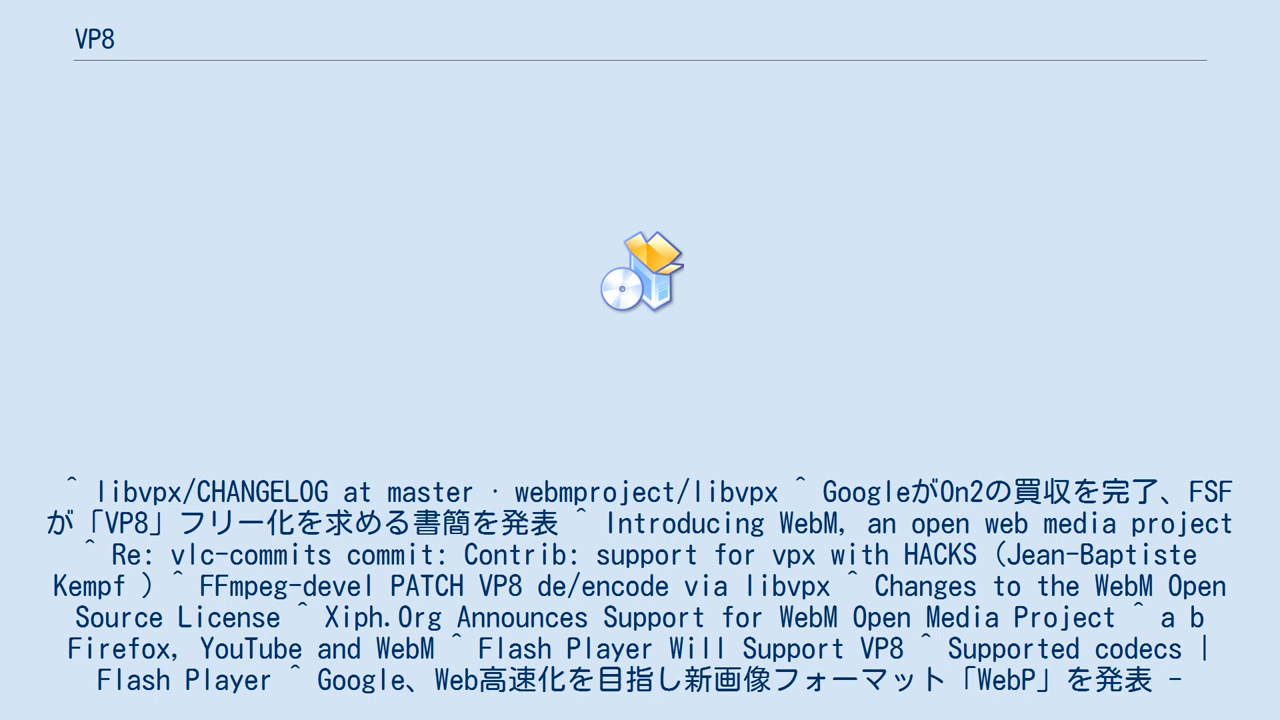 VP8
^ libvpx/CHANGELOG at master · webmproject/libvpx ^ GoogleがOn2の買収を完了、FSF
が「VP8」フリー化を求める書簡を発表 ^ Introducing WebM, an open web media project
^ Re: vlc-commits commit: Contrib: support for vpx with HACKS (Jean-Baptiste
Kempf ) ^ FFmpeg-devel PATCH VP8 de/encode via libvpx ^ Changes to the WebM Open
Source License ^ Xiph.Org Announces Support for WebM Open Media Project ^ a b
Firefox, YouTube and WebM ^ Flash Player Will Support VP8 ^ Supported codecs |
Flash Player ^ Google、Web高速化を目指し新画像フォーマット「WebP」を発表 -